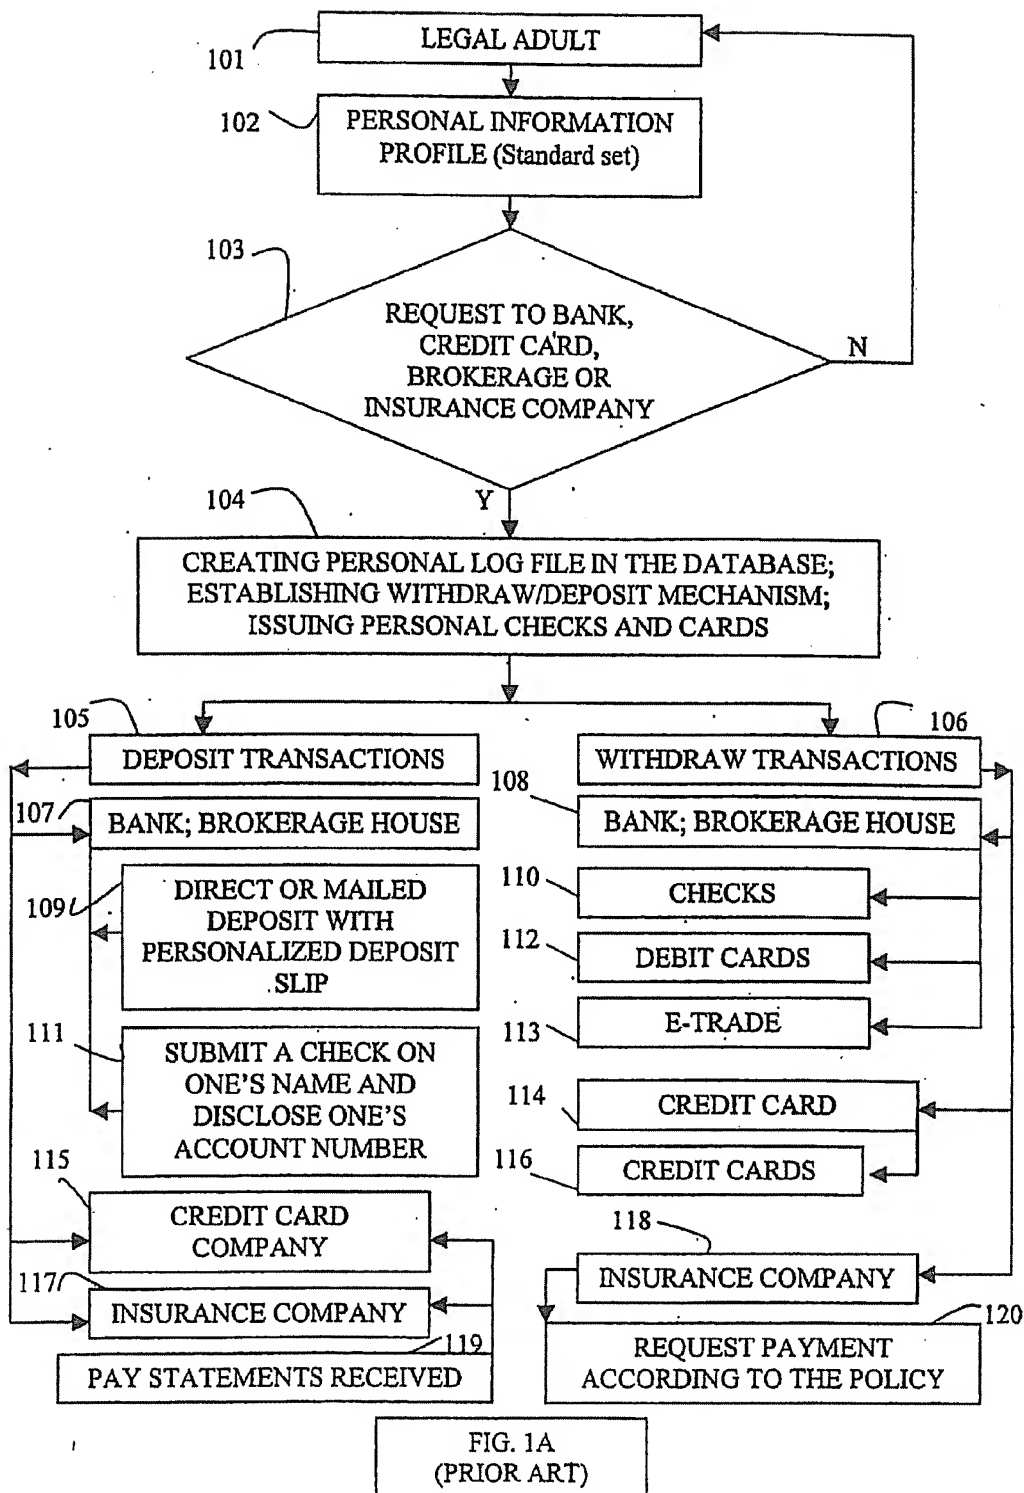 101
LEGAL ADULT
102
PERSONAL INFORMATION
PROFILE (Standard set)
103
REQUEST TO BANK,
CREDIT CARD,
BROKERAGE OR
INSURANCE COMPANY
N
Y
104
CREATING PERSONAL LOG FILE IN THE DATABASE;
ESTABLISHING WITHDRAW/DEPOSIT MECHANISM;
ISSUING PERSONAL CHECKS AND CARDS
105
DEPOSIT TRANSACTIONS
107
BANK; BROKERAGE HOUSE
109
DIRECT OR MAILED
DEPOSIT WITH
PERSONALIZED DEPOSIT
SLIP
111
SUBMIT A CHECK ON
ONE'S NAME AND
DISCLOSE ONE'S
ACCOUNT NUMBER
115
CREDIT CARD
COMPANY
117
INSURANCE COMPANY
119
PAY STATEMENTS RECEIVED
106
WITHDRAW TRANSACTIONS
108
BANK; BROKERAGE HOUSE
110
CHECKS
112
DEBIT CARDS
113
E-TRADE
114
CREDIT CARD
116
CREDIT CARDS
118
INSURANCE COMPANY
120
REQUEST PAYMENT
ACCORDING TO THE POLICY
FIG. 1A
(PRIOR ART)